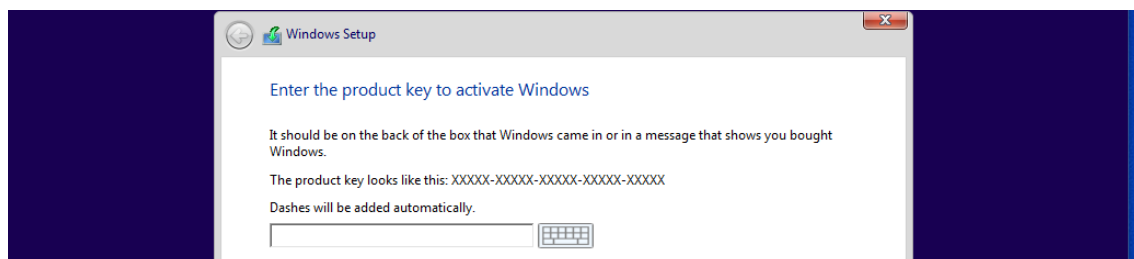 Windows Setup
Enter the product key to activate Windows
It should be on the back of the box that Windows came in or in a message that shows you bought
Windows.
The product key looks like this: XXXXX-XXXXX-XXXXX-XXXXX-XXXXX
Dashes will be added automatically.